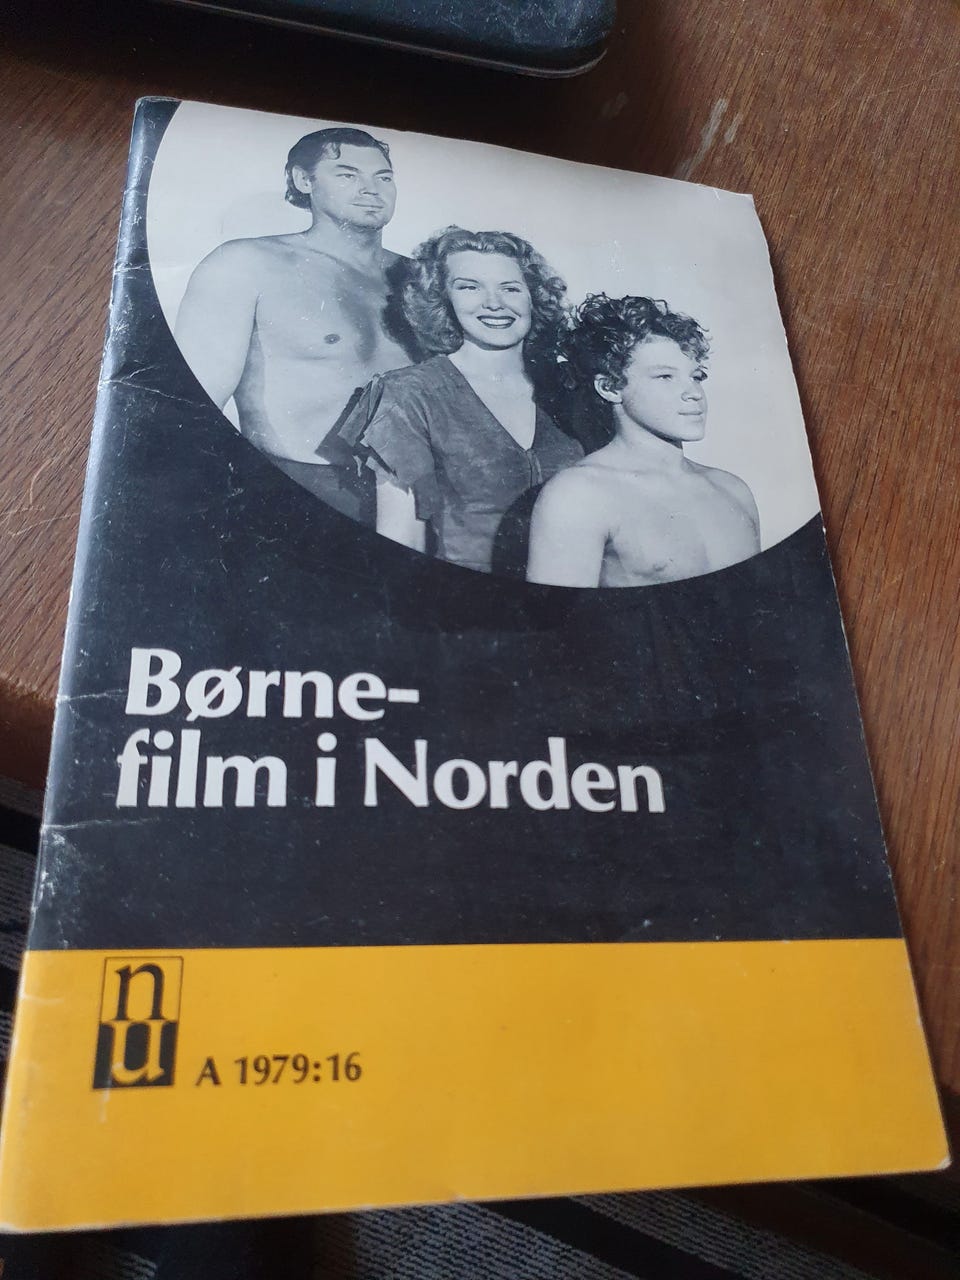 Børne-
film i Norden
nu
A 1979:16